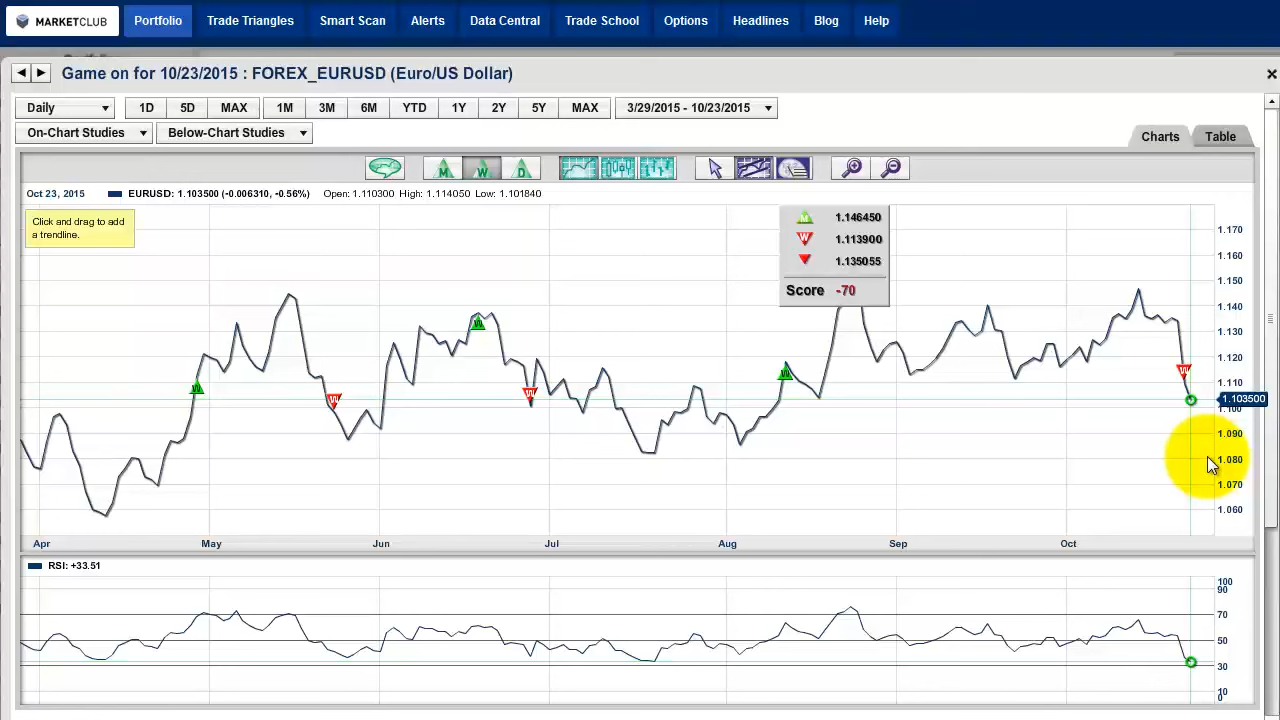 MARKETCLUB Portfolio Trade Triangles Smart Scan Alerts Data Central Trade School Options Headlines Blog Help
Game on for 10/23/2015 : FOREX_EURUSD (Euro/US Dollar)
Daily 1D 5D MAX 1M 3M 6M YTD 1Y 2Y 5Y MAX 3/29/2015 - 10/23/2015
On-Chart Studies Below-Chart Studies
Charts Table
M W D
Oct 23, 2015 EURUSD: 1.103500 (-0.006310, -0.56%) Open: 1.110300 High: 1.114050 Low: 1.101840
Click and drag to add
a trendline.
M 1.146450
W 1.113900
1.135055
Score -70
1.170
1.160
1.150
1.140
1.130
1.120
1.110
1.103500
1.100
1.090
1.080
1.070
1.060
W
W
W
W
W
W
Apr May Jun Jul Aug Sep Oct
RSI: +33.51
100
90
70
50
30
10
0